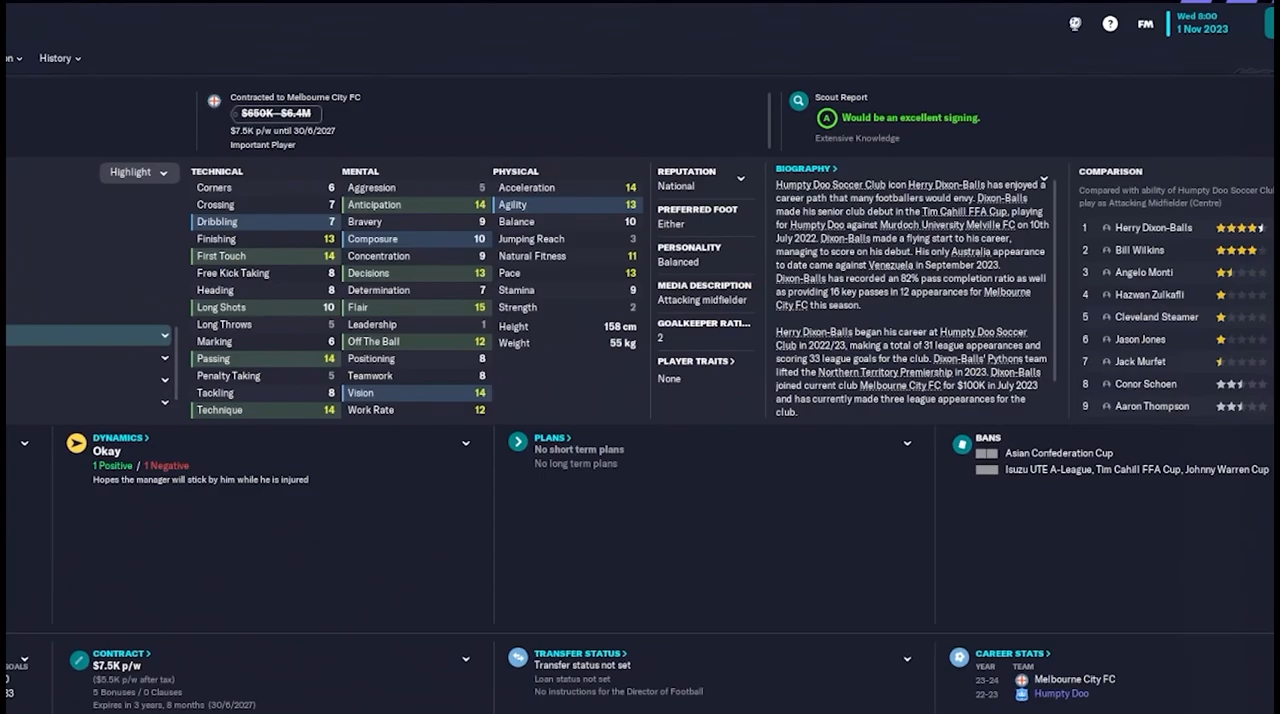 FM
Wed 8:00
1 Nov 2023
on
History
Contracted to Melbourne City FC
$650K - $6.4M
$7.5K p/w until 30/6/2027
Important Player
Scout Report
A Would be an excellent signing.
Extensive Knowledge
Highlight
TECHNICAL
Corners 6
Crossing 7
Dribbling 7
Finishing 13
First Touch 14
Free Kick Taking 8
Heading 8
Long Shots 10
Long Throws 5
Marking 6
Passing 14
Penalty Taking 5
Tackling 8
Technique 14
MENTAL
Aggression 5
Anticipation 14
Bravery 9
Composure 10
Concentration 9
Decisions 13
Determination 7
Flair 15
Leadership 1
Off The Ball 12
Positioning 8
Teamwork 8
Vision 14
Work Rate 12
PHYSICAL
Acceleration 14
Agility 13
Balance 10
Jumping Reach 3
Natural Fitness 11
Pace 13
Stamina 9
Strength 2
Height 158 cm
Weight 55 kg
REPUTATION
National
PREFERRED FOOT
Either
PERSONALITY
Balanced
MEDIA DESCRIPTION
Attacking midfielder
GOALKEEPER RATI...
2
PLAYER TRAITS >
None
BIOGRAPHY >
Humpty Doo Soccer Club icon Herry Dixon-Balls has enjoyed a
career path that many footballers would envy. Dixon-Balls
made his senior club debut in the Tim Cahill FFA Cup, playing
for Humpty Doo against Murdoch University Melville FC on 10th
July 2022. Dixon-Balls made a flying start to his career,
managing to score on his debut. His only Australia appearance
to date came against Venezuela in September 2023.
Dixon-Balls has recorded an 82% pass completion ratio as well
as providing 16 key passes in 12 appearances for Melbourne
City FC this season.
Herry Dixon-Balls began his career at Humpty Doo Soccer
Club in 2022/23, making a total of 31 league appearances and
scoring 33 league goals for the club. Dixon-Balls' Pythons team
lifted the Northern Territory Premiership in 2023. Dixon-Balls
joined current club Melbourne City FC for $100K in July 2023
and has currently made three league appearances for the
club.
COMPARISON
Compared with ability of Humpty Doo Soccer Clu
play as Attacking Midfielder (Centre)
1 Herry Dixon-Balls
2 Bill Wilkins
3 Angelo Monti
4 Hazwan Zulkafli
5 Cleveland Steamer
6 Jason Jones
7 Jack Murfet
8 Conor Schoen
9 Aaron Thompson
DYNAMICS >
Okay
1 Positive / 1 Negative
Hopes the manager will stick by him while he is injured
PLANS >
No short term plans
No long term plans
BANS
Asian Confederation Cup
Isuzu UTE A-League, Tim Cahill FFA Cup, Johnny Warren Cup
GOALS
0
33
CONTRACT >
$7.5K p/w
($5.5K p/w after tax)
5 Bonuses / 0 Clauses
Expires in 3 years, 8 months (30/6/2027)
TRANSFER STATUS >
Transfer status not set
Loan status not set
No instructions for the Director of Football
CAREER STATS >
YEAR TEAM
23-24 Melbourne City FC
22-23 Humpty Doo